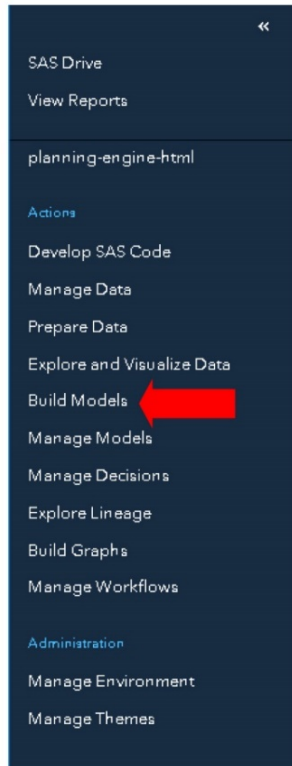 «
SAS Drive
View Reports
planning-engine-html
Actions
Develop SAS Code
Manage Data
Prepare Data
Explore and Visualize Data
Build Models
Manage Models
Manage Decisions
Explore Lineage
Build Graphs
Manage Workflows
Administration
Manage Environment
Manage Themes